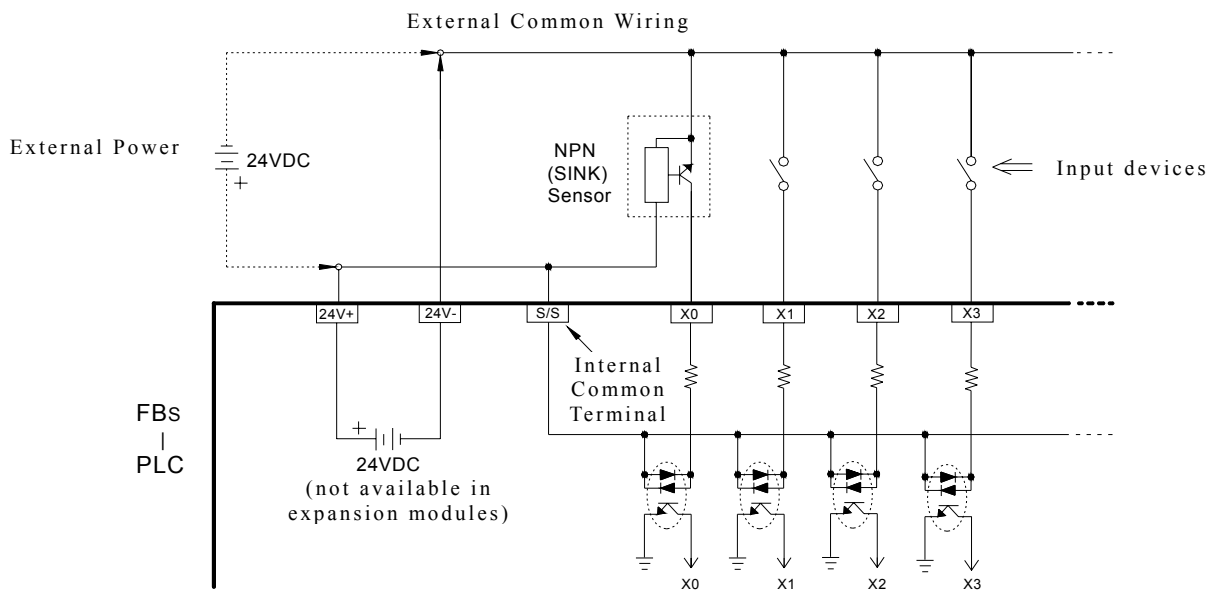 External Common Wiring
External Power
24VDC
+
NPN
(SINK)
Sensor
Input devices
24V+
24V-
S/S
X0
X1
X2
X3
Internal
Common
Terminal
FBs
PLC
+
24VDC
(not available in
expansion modules)
X0
X1
X2
X3